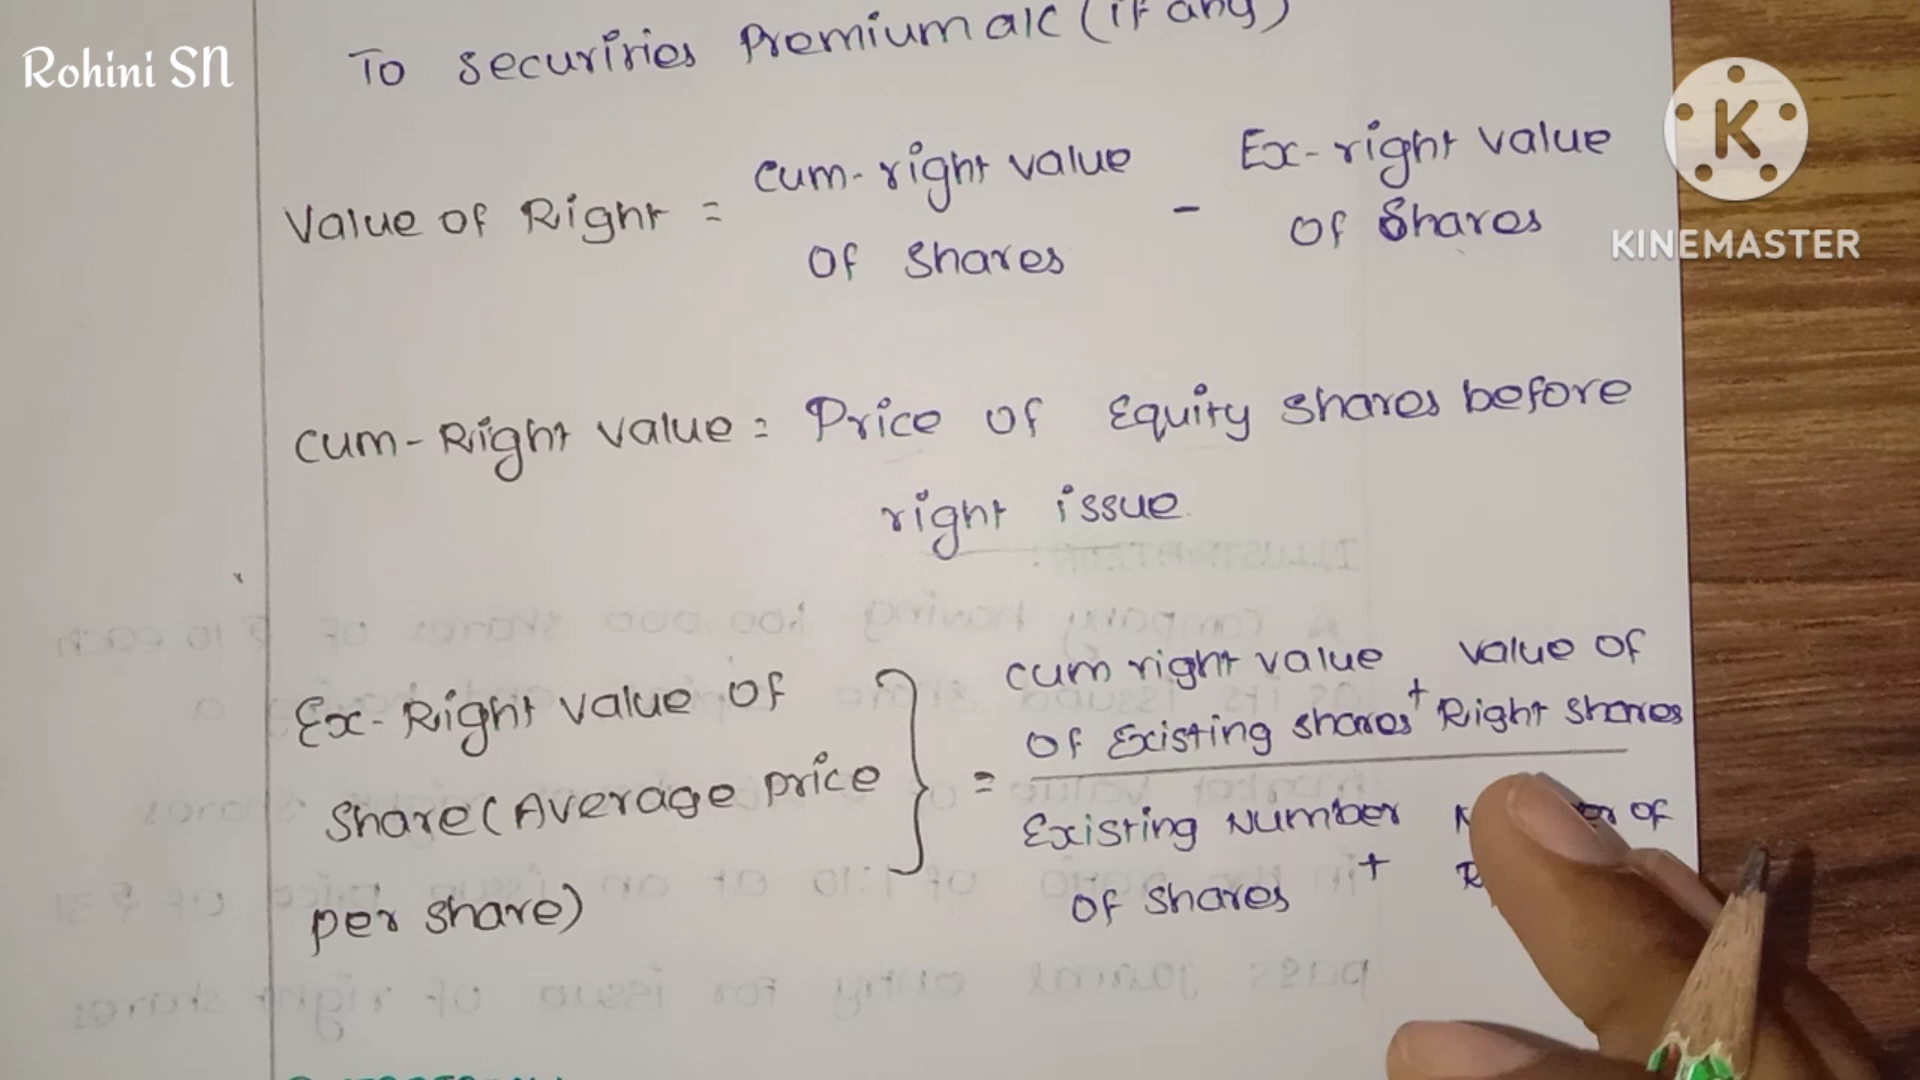 Rohini SN
To securities Premium a/c (if any)
KINEMASTER
Value of Right = Cum-right value of shares - Ex-right value of Shares
Cum-Right value = Price of Equity shares before
right issue
Ex-Right value of
Share (Average price
per share)
= Cum right value of Existing shares + value of Right shares
Existing Number of shares + of